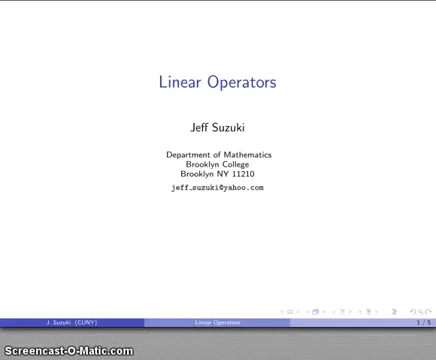 Linear Operators
Jeff Suzuki
Department of Mathematics
Brooklyn College
Brooklyn NY 11210
jeff_suzuki@yahoo.com
J. Suzuki (CUNY) Linear Operators 1 / 5
Screencast-O-Matic.com